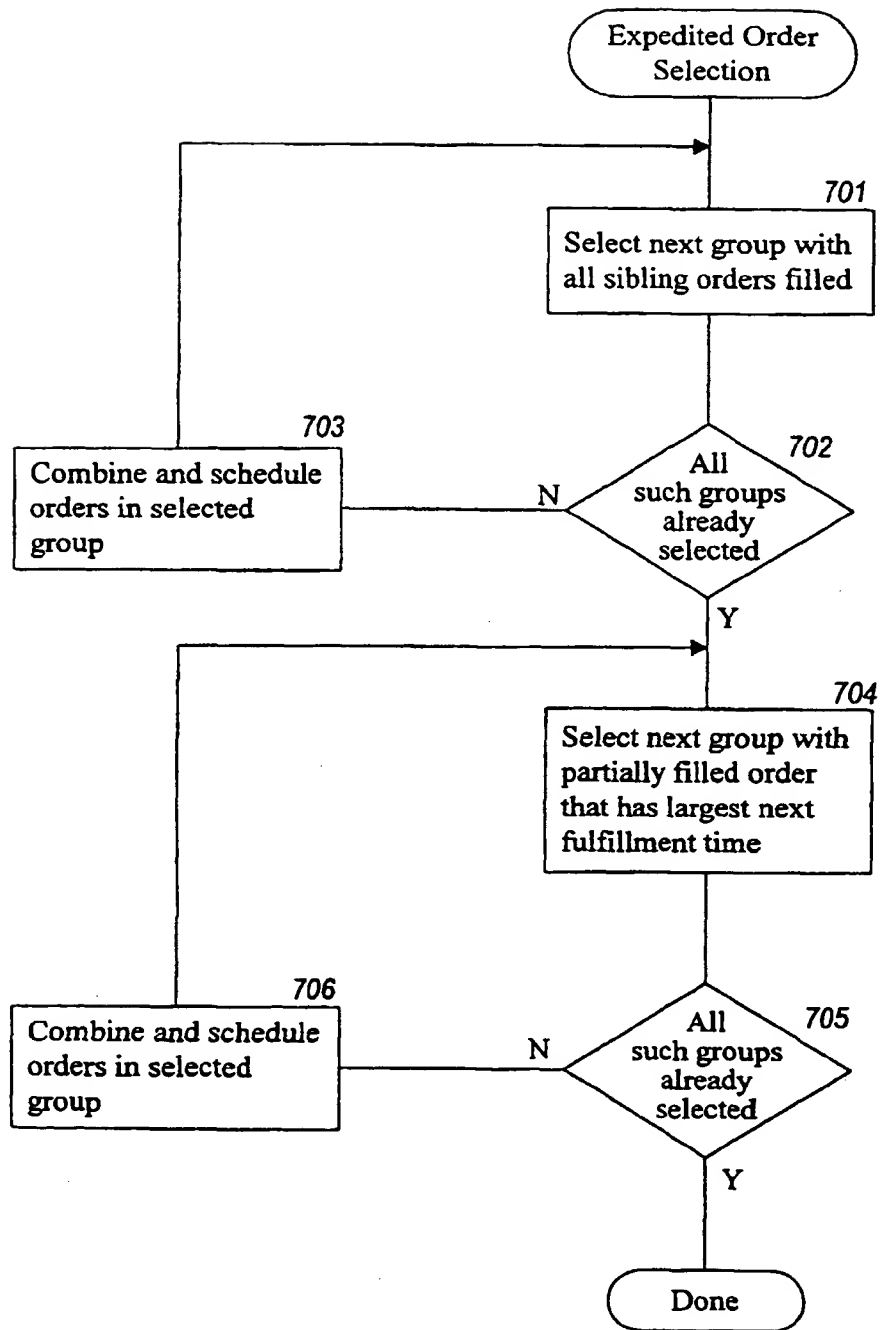 Expedited Order
Selection
701
Select next group with
all sibling orders filled
703
Combine and schedule
orders in selected
group
702
All
such groups
already
selected
N
Y
704
Select next group with
partially filled order
that has largest next
fulfillment time
706
Combine and schedule
orders in selected
group
705
All
such groups
already
selected
N
Y
Done